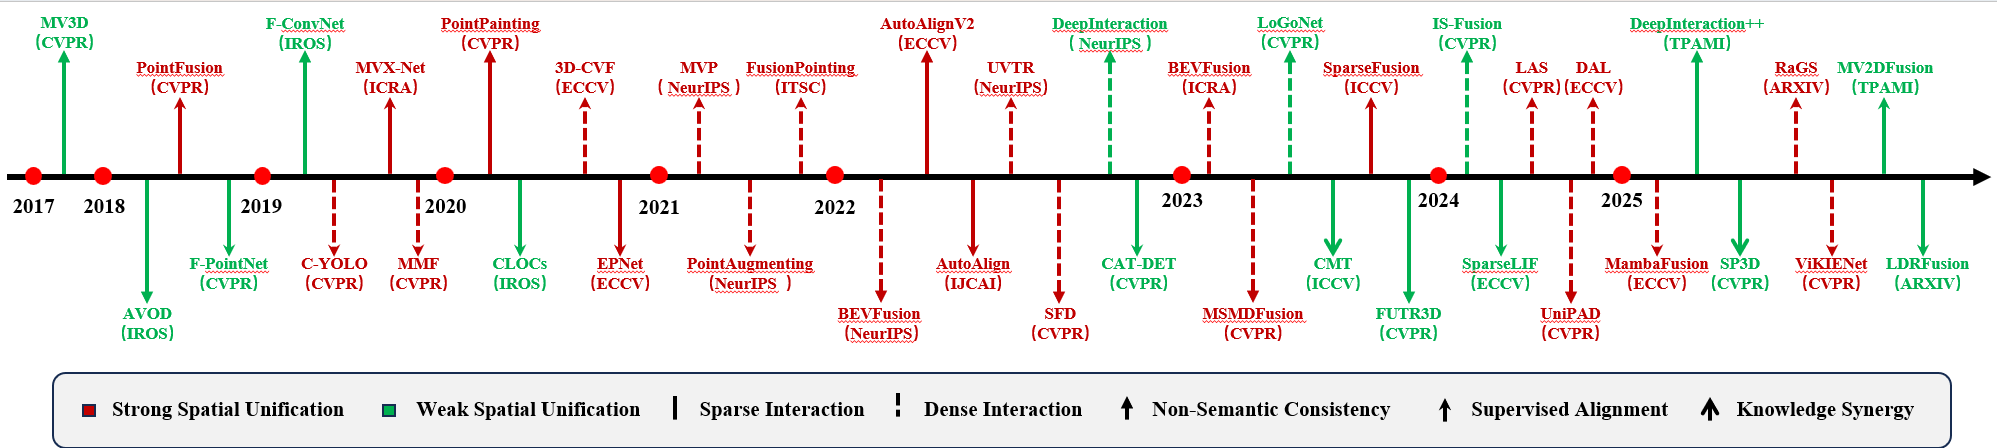 MV3D
(CVPR)
F-ConvNet
(IROS)
PointPainting
(CVPR)
AutoAlignV2
(ECCV)
DeepInteraction
( NeurIPS )
LoGoNet
(CVPR)
IS-Fusion
(CVPR)
DeepInteraction++
(TPAMI)
PointFusion
(CVPR)
MVX-Net
(ICRA)
3D-CVF
(ECCV)
MVP
( NeurIPS )
FusionPointing
(ITSC)
UVTR
(NeurIPS)
BEVFusion
(ICRA)
SparseFusion
(ICCV)
LAS
(CVPR)
DAL
(ECCV)
RaGS
(ARXIV)
MV2DFusion
(TPAMI)
2017
2018
2019
2020
2021
2022
2023
2024
2025
F-PointNet
(CVPR)
C-YOLO
(CVPR)
MMF
(CVPR)
CLOCs
(IROS)
EPNet
(ECCV)
PointAugmenting
(NeurIPS )
AutoAlign
(IJCAI)
CAT-DET
(CVPR)
CMT
(ICCV)
SparseLIF
(ECCV)
MambaFusion
(ECCV)
SP3D
(CVPR)
ViKIENet
(CVPR)
LDRFusion
(ARXIV)
AVOD
(IROS)
BEVFusion
(NeurIPS)
SFD
(CVPR)
MSMDFusion
(CVPR)
FUTR3D
(CVPR)
UniPAD
(CVPR)
Strong Spatial Unification
Weak Spatial Unification
Sparse Interaction
Dense Interaction
Non-Semantic Consistency
Supervised Alignment
Knowledge Synergy